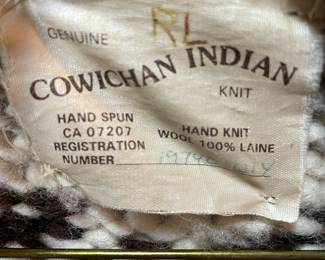 GENUINE RL
COWICHAN INDIAN
KNIT
HAND SPUN
CA 07207
REGISTRATION
NUMBER
HAND KNIT
WOOL 100% LAINE